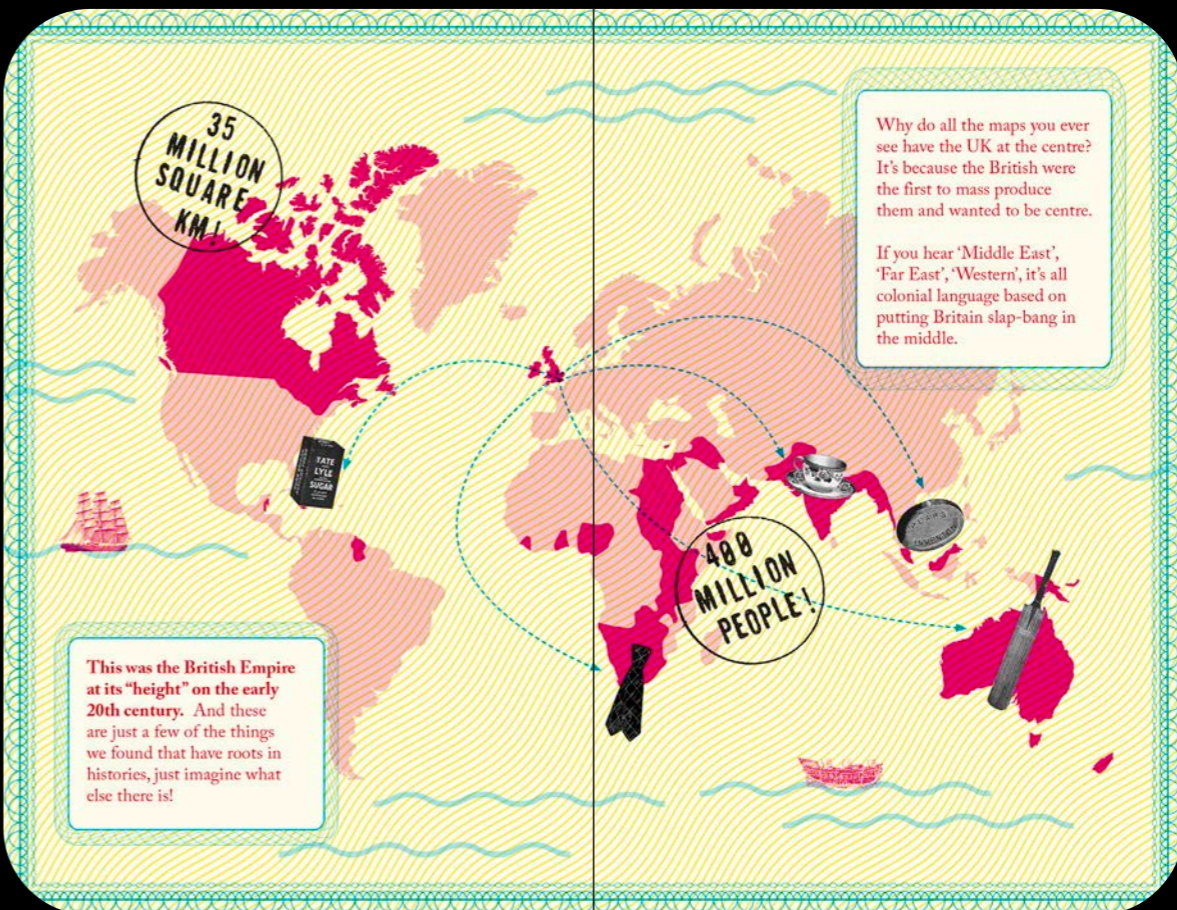 35
MILLION
SQUARE
KM!
Why do all the maps you ever
see have the UK at the centre?
It's because the British were
the first to mass produce
them and wanted to be centre.
If you hear 'Middle East',
'Far East', 'Western', it's all
colonial language based on
putting Britain slap-bang in
the middle.
TATE
LYLE
SUGAR
PEARS
400
MILLION
PEOPLE!
This was the British Empire
at its “height” on the early
20th century. And these
are just a few of the things
we found that have roots in
histories, just imagine what
else there is!